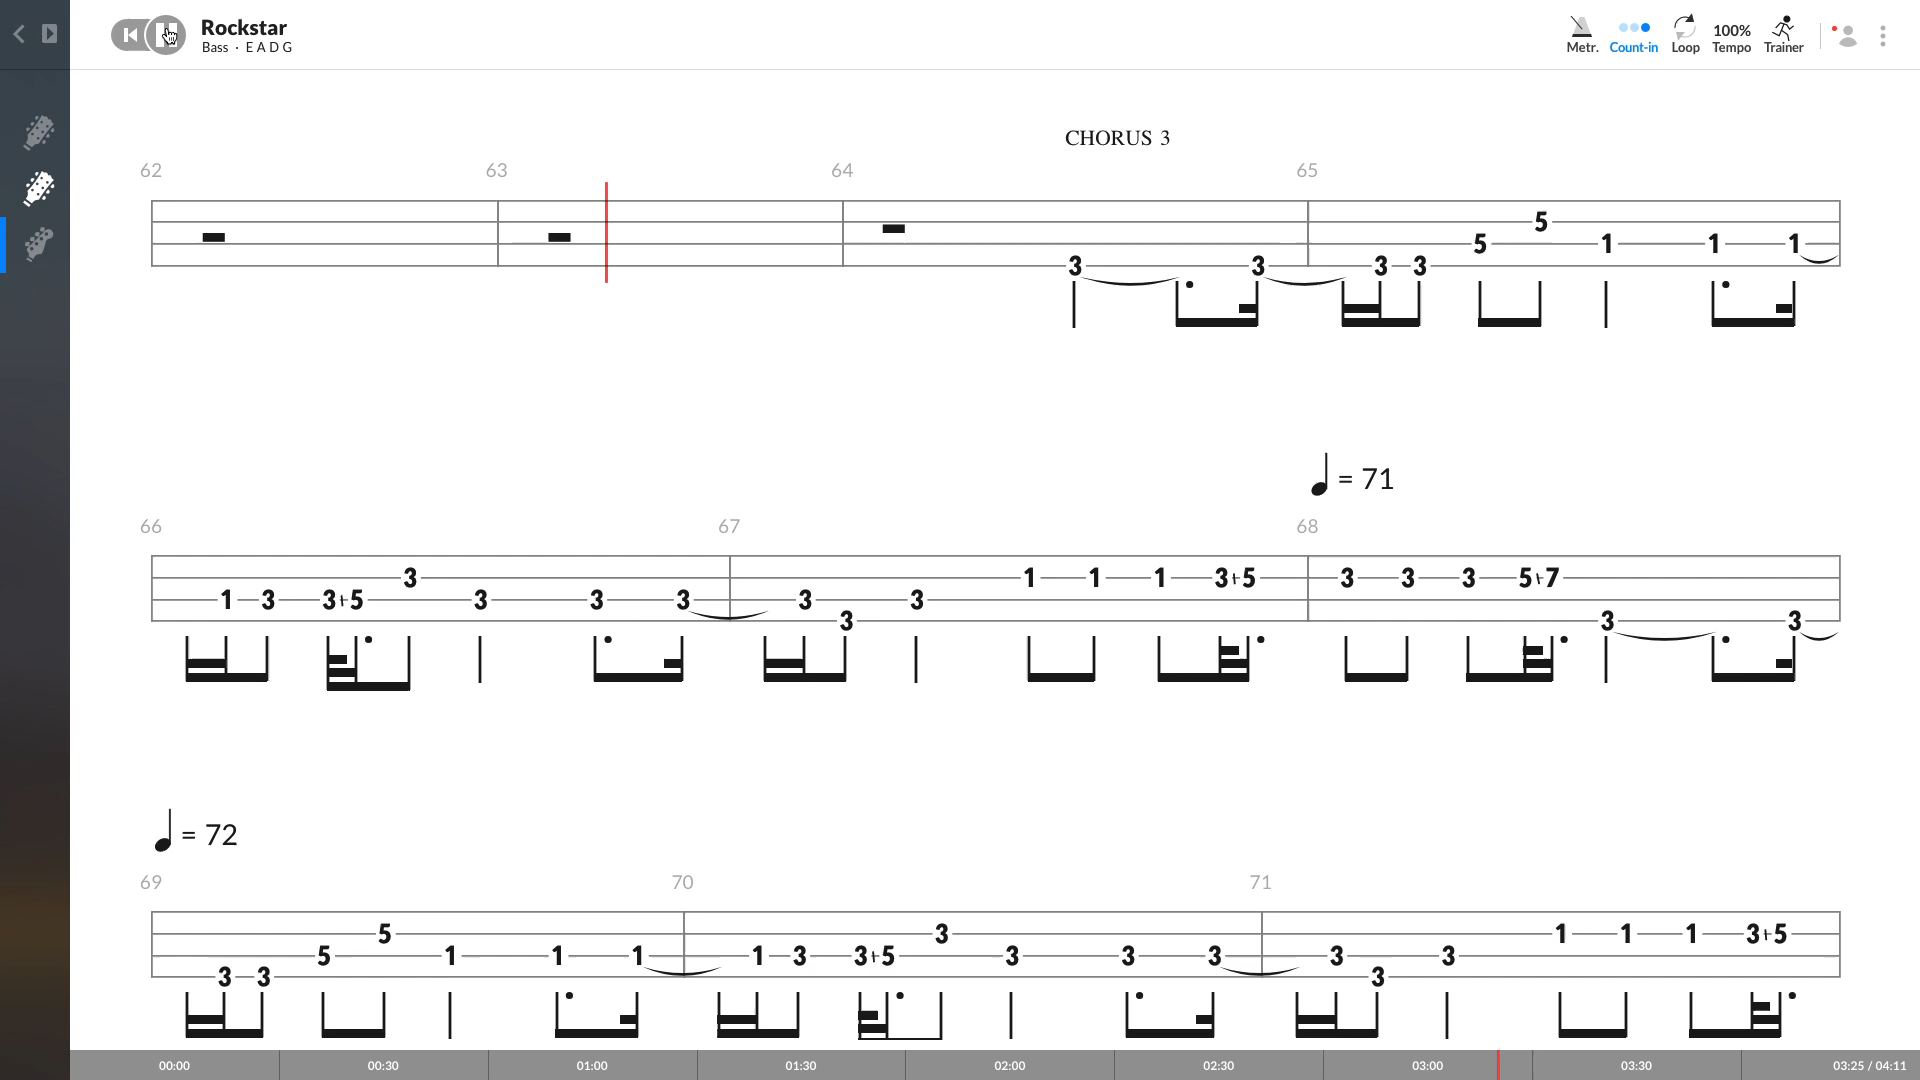 Rockstar
Bass · E A D G
Metr.
Count-in
Loop
100%
Tempo
Trainer
CHORUS 3
62 63 64 65
5
5 1 1 1
3 3 3 3
= 71
66 67 68
3 1 1 1 3 5 3 3 3 5 7
1 3 3 5 3 3 3 3 3
3 3 3
= 72
69 70 71
5 3 1 1 1 3 5
5 1 1 1 1 3 3 5 3 3 3 3 3
3 3 3
00:00 00:30 01:00 01:30 02:00 02:30 03:00 03:30 03:25 / 04:11